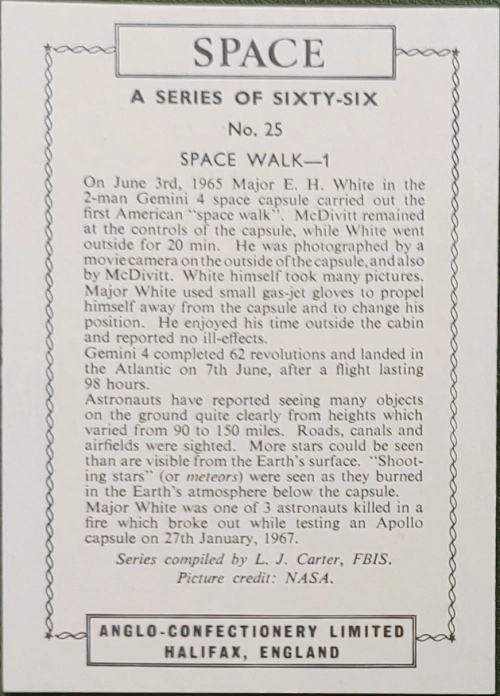 SPACE
A SERIES OF SIXTY-SIX
No. 25
SPACE WALK—1
On June 3rd, 1965 Major E. H. White in the
2-man Gemini 4 space capsule carried out the
first American "space walk". McDivitt remained
at the controls of the capsule, while White went
outside for 20 min. He was photographed by a
movie camera on the outside of the capsule, and also
by McDivitt. White himself took many pictures.
Major White used small gas-jet gloves to propel
himself away from the capsule and to change his
position. He enjoyed his time outside the cabin
and reported no ill-effects.
Gemini 4 completed 62 revolutions and landed in
the Atlantic on 7th June, after a flight lasting
98 hours.
Astronauts have reported seeing many objects
on the ground quite clearly from heights which
varied from 90 to 150 miles. Roads, canals and
airfields were sighted. More stars could be seen
than are visible from the Earth's surface. "Shoot-
ing stars" (or meteors) were seen as they burned
in the Earth's atmosphere below the capsule.
Major White was one of 3 astronauts killed in a
fire which broke out while testing an Apollo
capsule on 27th January, 1967.
Series compiled by L. J. Carter, FBIS.
Picture credit: NASA.
ANGLO-CONFECTIONERY LIMITED
HALIFAX, ENGLAND